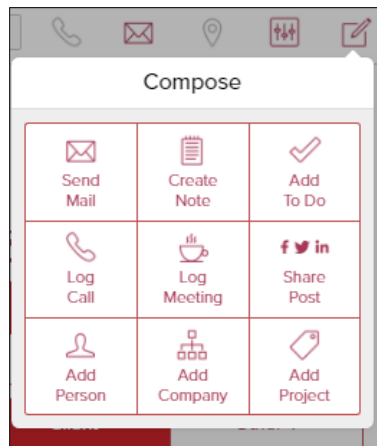 Compose
Send
Mail
Create
Note
Add
To Do
Log
Call
Log
Meeting
f in
Share
Post
Add
Person
Add
Company
Add
Project